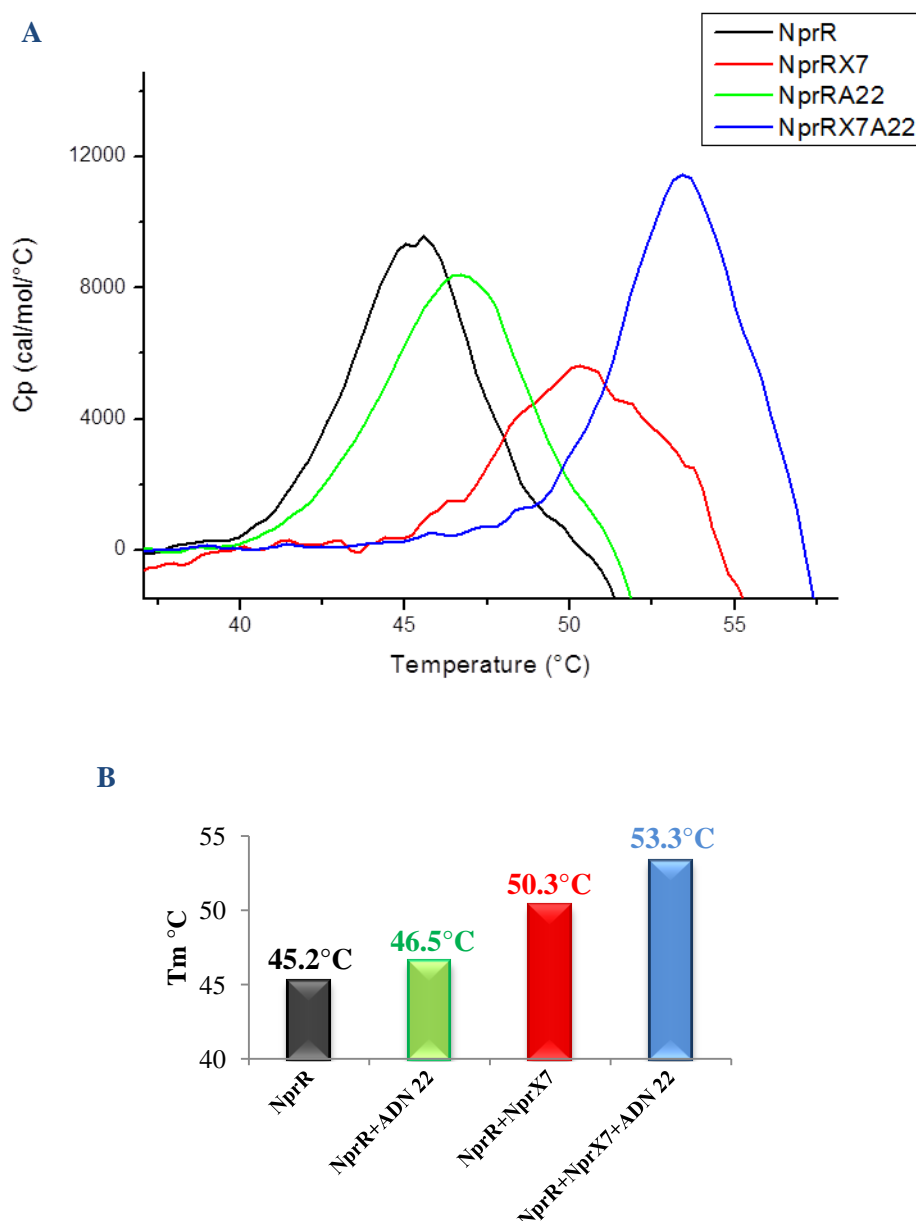 A
NprR
NprRX7
NprRA22
NprRX7A22
12000
8000
4000
0
Cp (cal/mol/°C)
40
45
50
55
Temperature (°C)
B
55
50
45
40
Tm °C
45.2°C
46.5°C
50.3°C
53.3°C
NprR
NprR+ADN 22
NprR+NprX7
NprR+NprX7+ADN 22